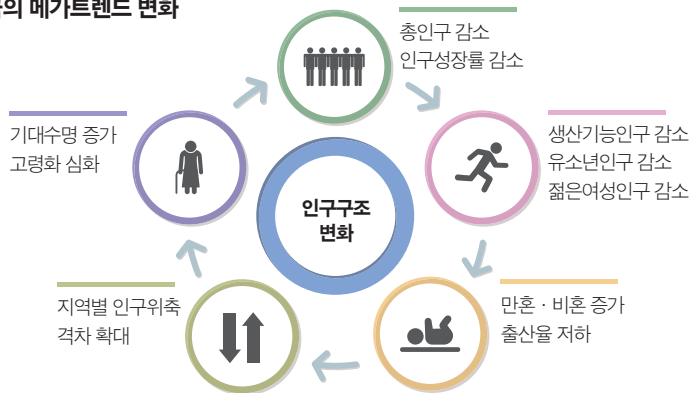 의 메가트렌드 변화
총인구 감소
인구성장률 감소
기대수명 증가
고령화 심화
생산기능인구 감소
유소년인구 감소
젊은여성인구 감소
인구구조
변화
지역별 인구위축
격차 확대
만혼 · 비혼 증가
출산율 저하